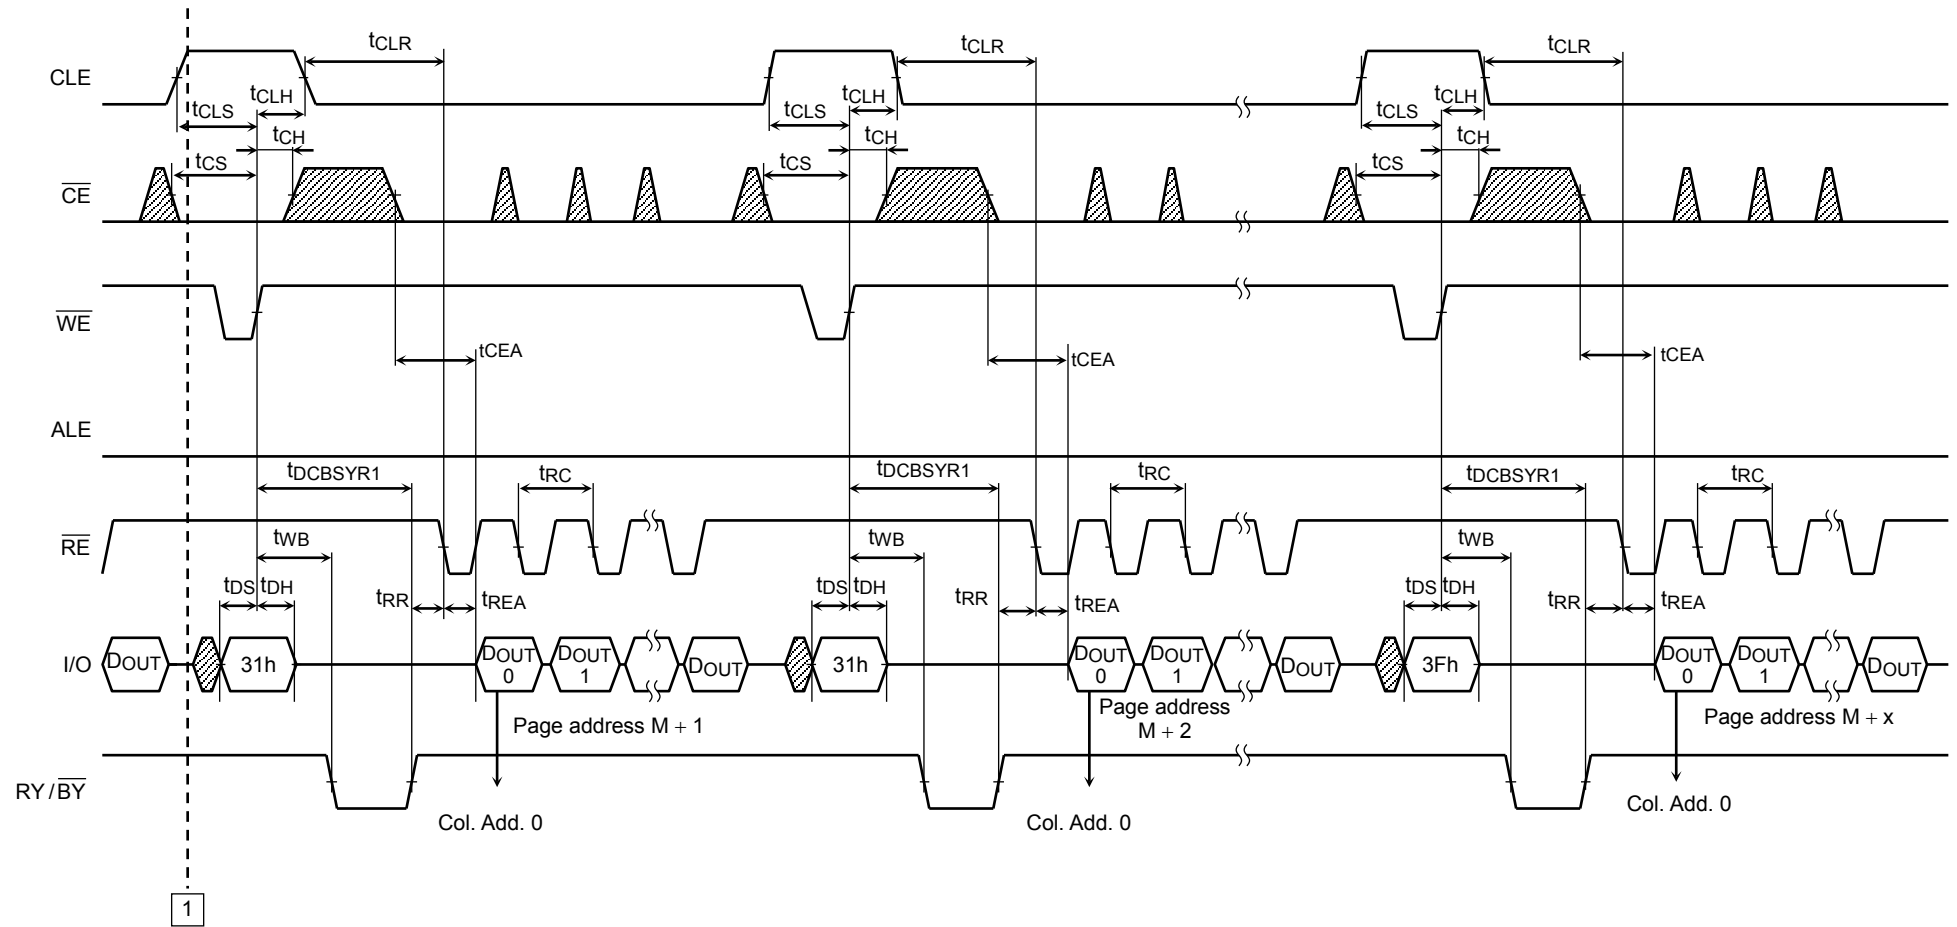 tCLR tCLR tCLR
CLE
tCLH tCLH tCLH
tCLS tCLS tCLS
tCH tCH tCH
tCS tCS tCS
CE
WE
tCEA tCEA tCEA
ALE
tDCBSYR1 tRC tDCBSYR1 tRC tDCBSYR1 tRC
tWB tWB tWB
RE
tDS tDH tDS tDH tDS tDH
tRR tREA tRR tREA tRR tREA
I/O DOUT 31h DOUT 0 DOUT 1 DOUT 31h DOUT 0 DOUT 1 DOUT 3Fh DOUT 0 DOUT 1 DOUT
Page address M + 1
Page address
M + 2
Page address M + x
RY/BY
Col. Add. 0 Col. Add. 0 Col. Add. 0
1